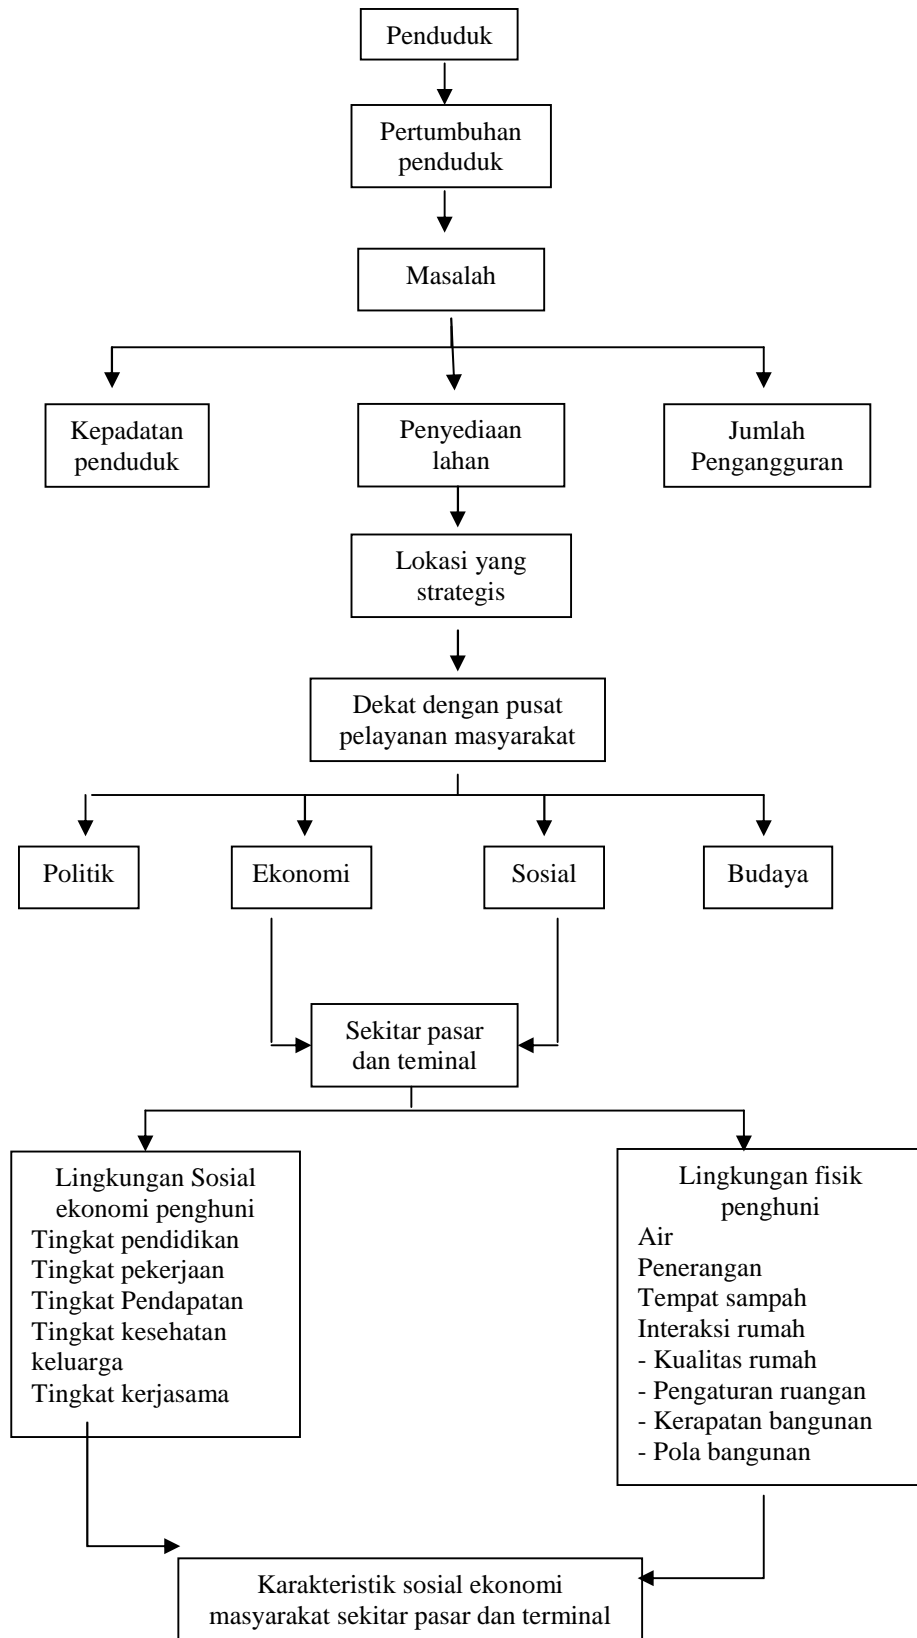 Penduduk
Pertumbuhan
penduduk
Masalah
Kepadatan
penduduk
Penyediaan
lahan
Jumlah
Pengangguran
Lokasi yang
strategis
Dekat dengan pusat
pelayanan masyarakat
Politik
Ekonomi
Sosial
Budaya
Sekitar pasar
dan teminal
Lingkungan Sosial
ekonomi penghuni
Tingkat pendidikan
Tingkat pekerjaan
Tingkat Pendapatan
Tingkat kesehatan
keluarga
Tingkat kerjasama
Lingkungan fisik
penghuni
Air
Penerangan
Tempat sampah
Interaksi rumah
- Kualitas rumah
- Pengaturan ruangan
- Kerapatan bangunan
- Pola bangunan
Karakteristik sosial ekonomi
masyarakat sekitar pasar dan terminal